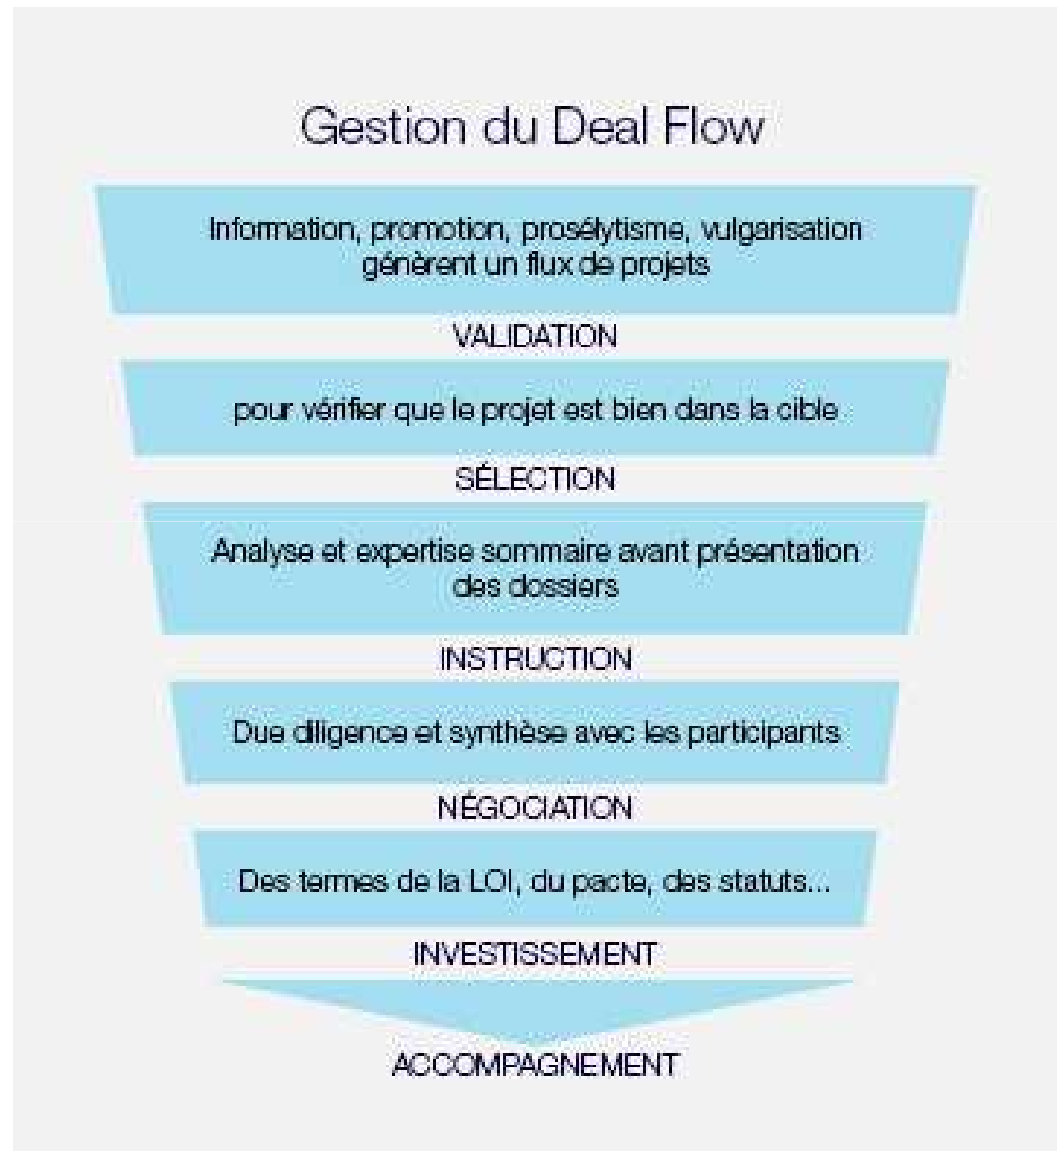 Gestion du Deal Flow
Information, promotion, prosélytisme, vulgarisation
génèrent un flux de projets
VALIDATION
pour vérifier que le projet est bien dans la cible
SÉLECTION
Analyse et expertise sommaire avant présentation
des dossiers
INSTRUCTION
Due diligence et synthèse avec les participants
NÉGOCIATION
Des termes de la LOI, du pacte, des statuts...
INVESTISSEMENT
ACCOMPAGNEMENT